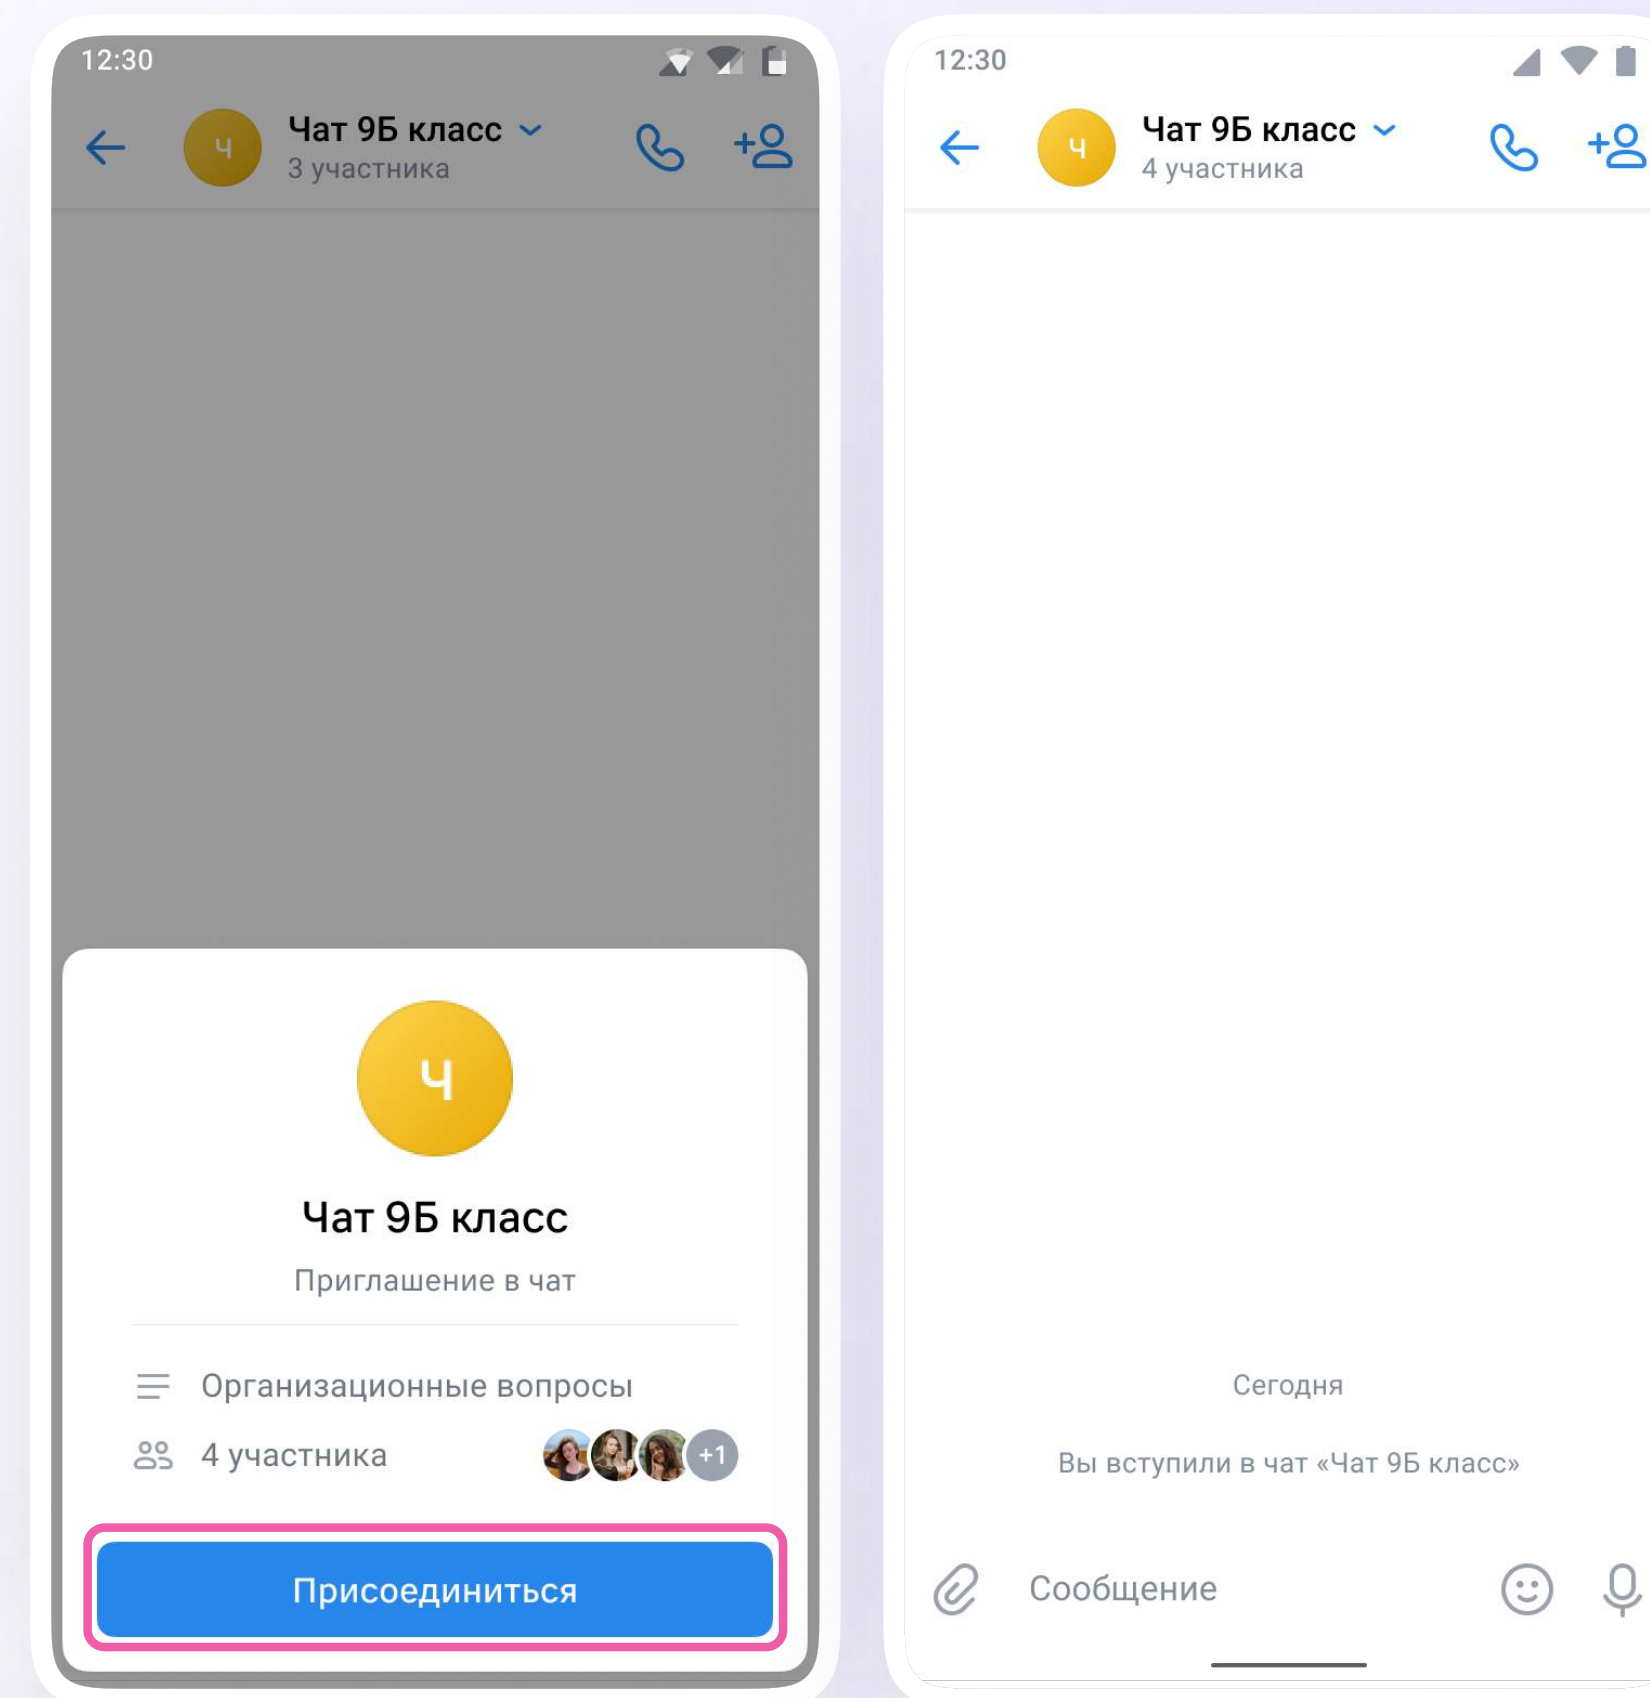 12:30
Ч
Чат 9Б класс
3 участника
Ч
Чат 9Б класс
Приглашение в чат
Организационные вопросы
4 участника
+1
Присоединиться
12:30
Ч
Чат 9Б класс
4 участника
Сегодня
Вы вступили в чат «Чат 9Б класс»
Сообщение